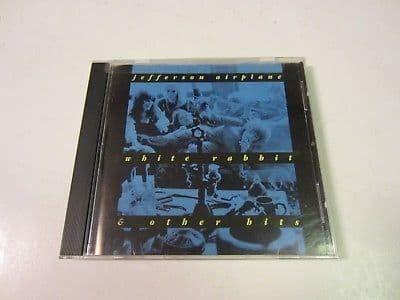 jefferson airplane
white rabbit
& other hits